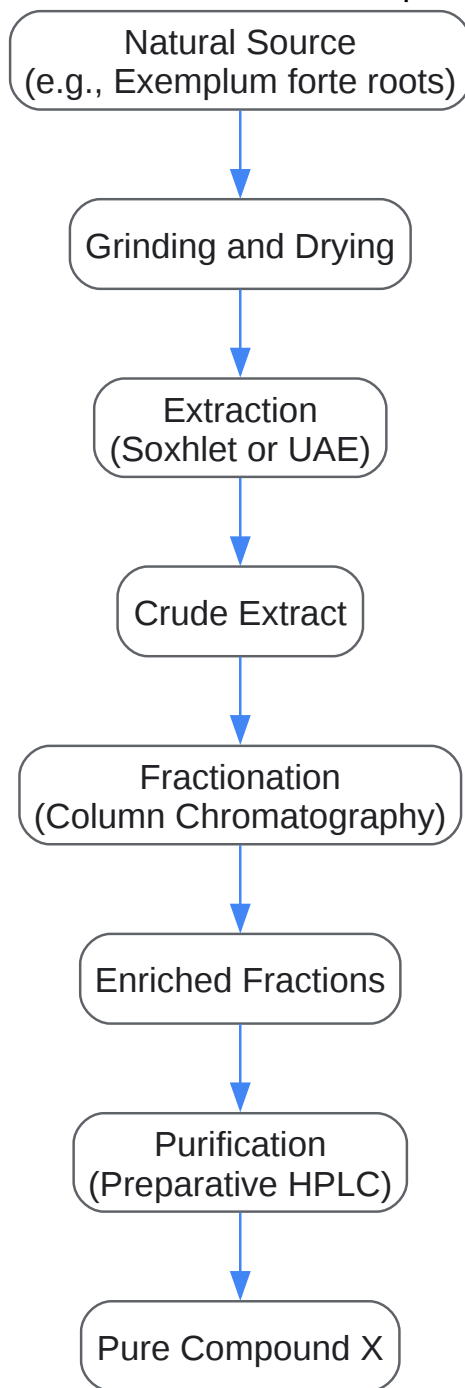 Natural Source
(e.g., Exemplum forte roots)
Grinding and Drying
Extraction
(Soxhlet or UAE)
Crude Extract
Fractionation
(Column Chromatography)
Enriched Fractions
Purification
(Preparative HPLC)
Pure Compound X